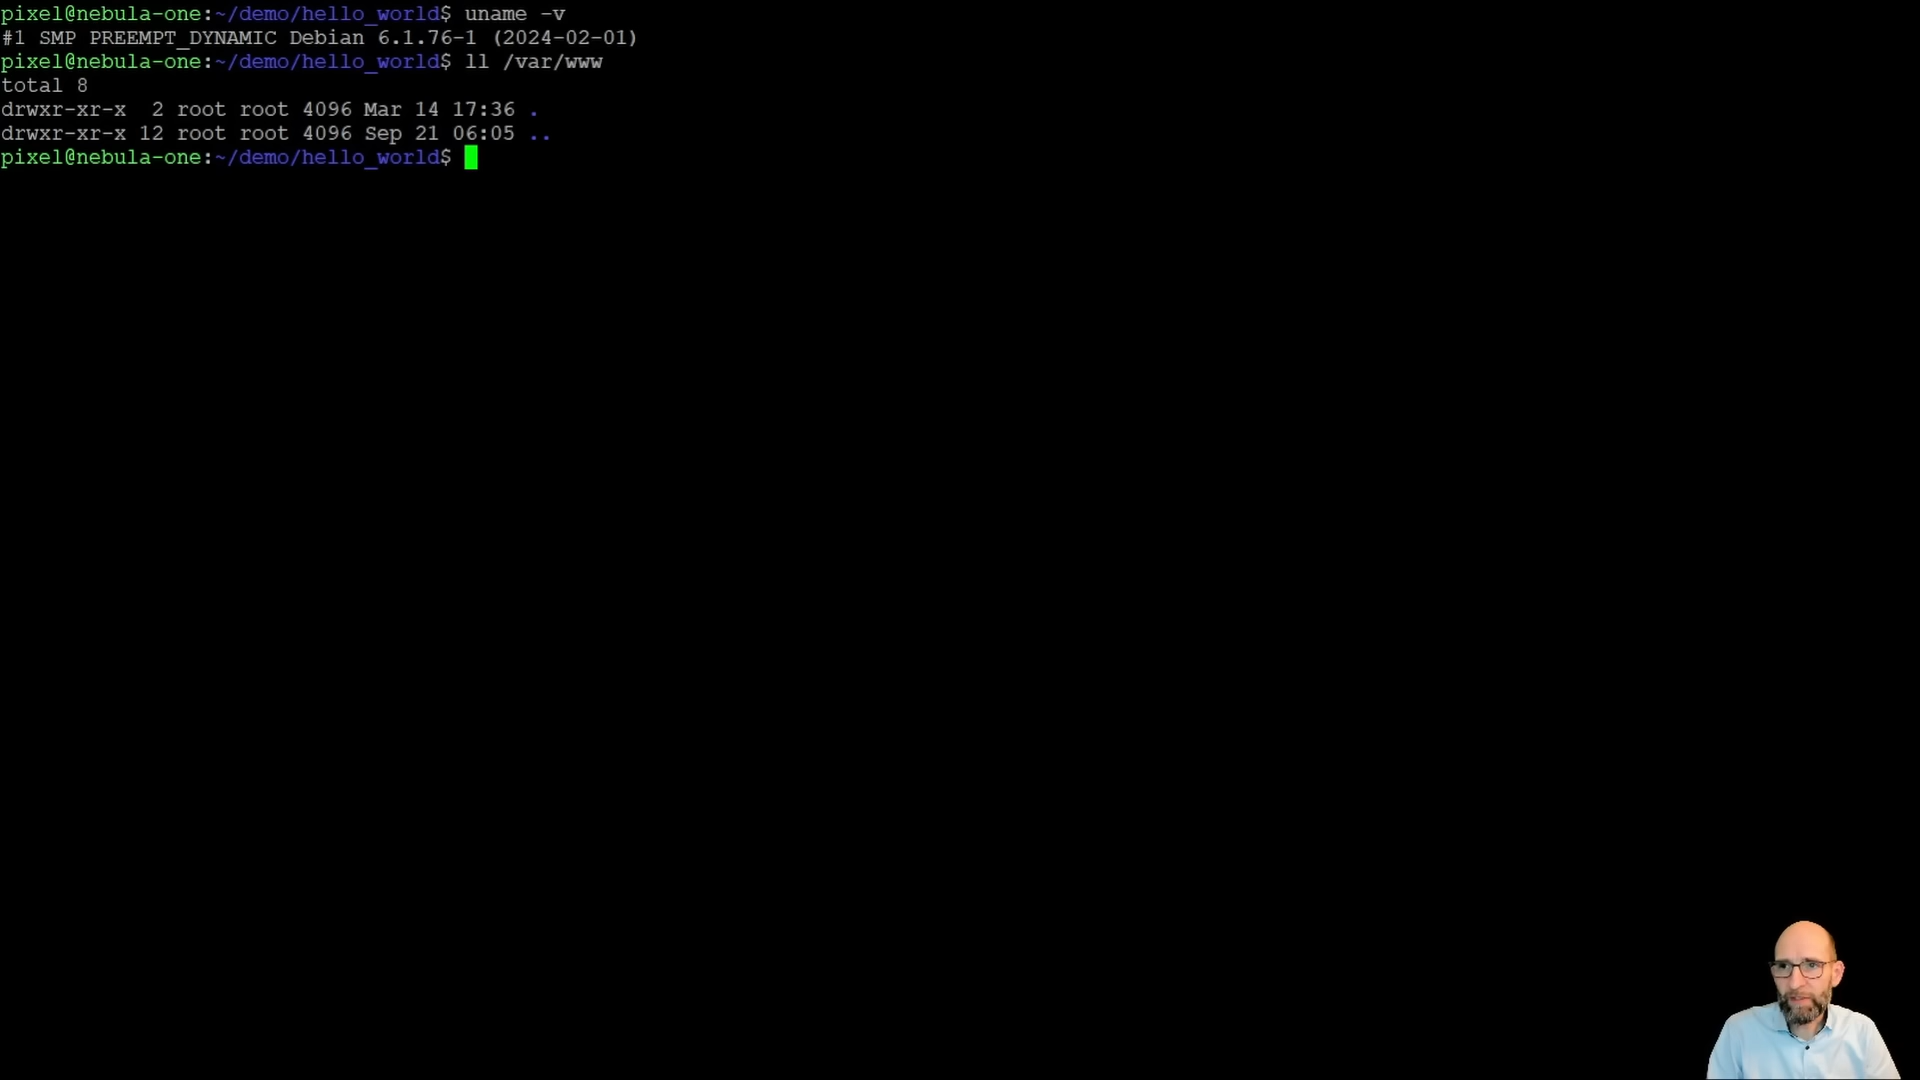 pixel@nebula-one:~/demo/hello_world$ uname -v
#1 SMP PREEMPT_DYNAMIC Debian 6.1.76-1 (2024-02-01)
pixel@nebula-one:~/demo/hello_world$ ll /var/www
total 8
drwxr-xr-x  2 root root 4096 Mar 14 17:36 .
drwxr-xr-x 12 root root 4096 Sep 21 06:05 ..
pixel@nebula-one:~/demo/hello_world$